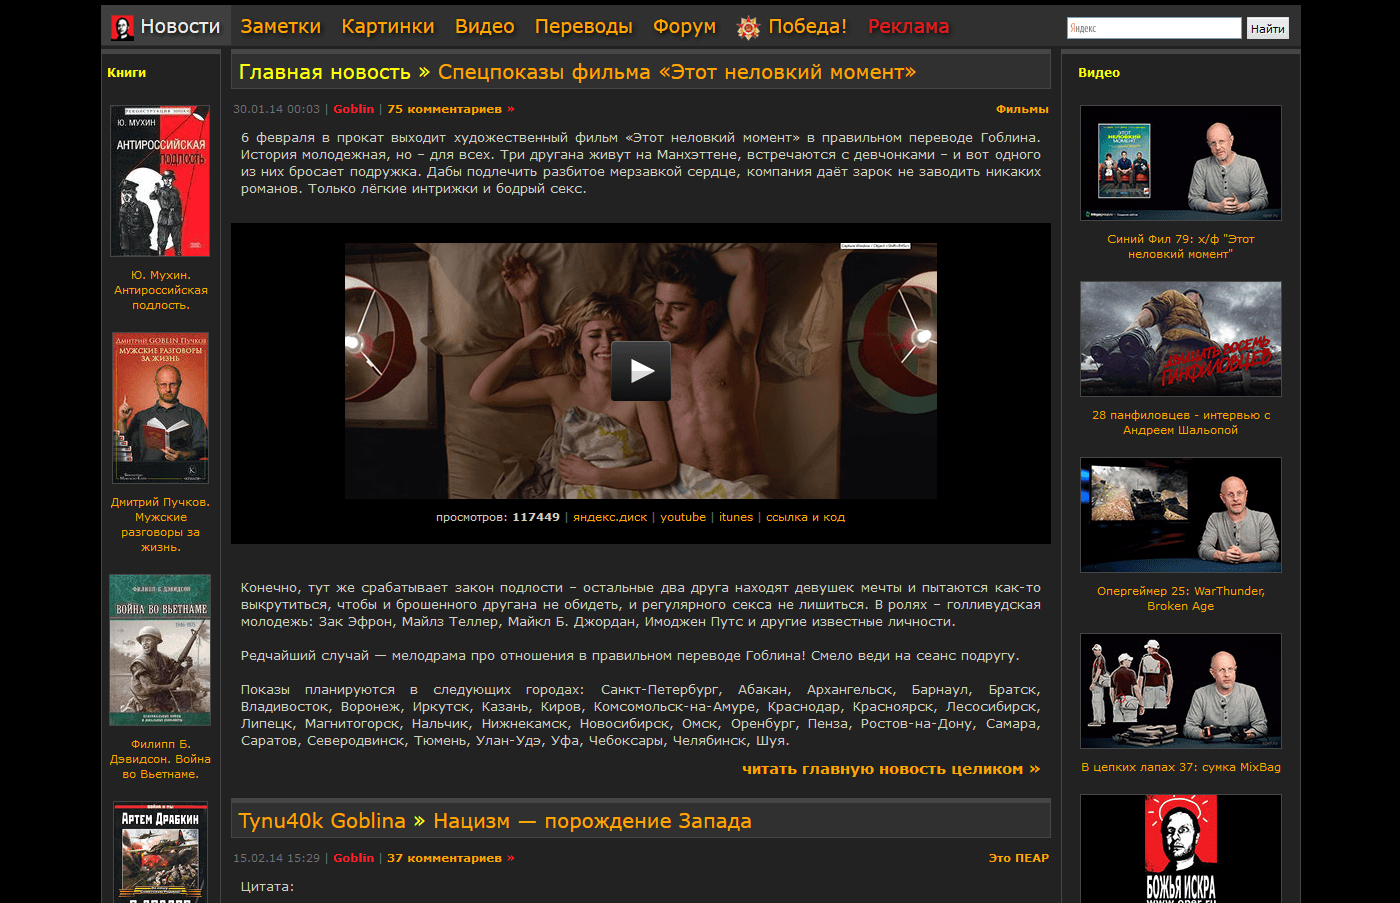 Новости Заметки Картинки Видео Переводы Форум Победа! Реклама Яндекс Найти
Книги
Ю. МУХИН
АНТИРОССИЙСКАЯ
ПОДЛОСТЬ
Ю. Мухин.
Антироссийская
подлость.
Дмитрий GOBLIN Пучков
МУЖСКИЕ РАЗГОВОРЫ
ЗА ЖИЗНЬ
Дмитрий Пучков.
Мужские
разговоры за
жизнь.
ФИЛИПП Б. ДЭВИДСОН
ВОЙНА ВО ВЬЕТНАМЕ
Филипп Б.
Дэвидсон. Война
во Вьетнаме.
АРТЕМ ДРАБКИН
Главная новость » Спецпоказы фильма «Этот неловкий момент»
30.01.14 00:03 | Goblin | 75 комментариев » Фильмы
6 февраля в прокат выходит художественный фильм «Этот неловкий момент» в правильном переводе Гоблина.
История молодежная, но – для всех. Три другана живут на Манхэттене, встречаются с девчонками – и вот одного
из них бросает подружка. Дабы подлечить разбитое мерзавкой сердце, компания даёт зарок не заводить никаких
романов. Только лёгкие интрижки и бодрый секс.
просмотров: 117449 | яндекс.диск | youtube | itunes | ссылка и код
Конечно, тут же срабатывает закон подлости – остальные два друга находят девушек мечты и пытаются как-то
выкрутиться, чтобы и брошенного другана не обидеть, и регулярного секса не лишиться. В ролях – голливудская
молодежь: Зак Эфрон, Майлз Теллер, Майкл Б. Джордан, Имоджен Путс и другие известные личности.
Редчайший случай — мелодрама про отношения в правильном переводе Гоблина! Смело веди на сеанс подругу.
Показы планируются в следующих городах: Санкт-Петербург, Абакан, Архангельск, Барнаул, Братск,
Владивосток, Воронеж, Иркутск, Казань, Киров, Комсомольск-на-Амуре, Краснодар, Красноярск, Лесосибирск,
Липецк, Магнитогорск, Нальчик, Нижнекамск, Новосибирск, Омск, Оренбург, Пенза, Ростов-на-Дону, Самара,
Саратов, Северодвинск, Тюмень, Улан-Удэ, Уфа, Чебоксары, Челябинск, Шуя.
читать главную новость целиком »
Tynu40k Goblina » Нацизм — порождение Запада
15.02.14 15:29 | Goblin | 37 комментариев » Это ПЕАР
Цитата:
Видео
ЭТОТ
НЕЛОВКИЙ
МОМЕНТ
Синий Фил 79: х/ф "Этот
неловкий момент"
ДВАДЦАТЬ ВОСЕМЬ
ПАНФИЛОВЦЕВ
28 панфиловцев - интервью с
Андреем Шальопой
Опергеймер 25: WarThunder,
Broken Age
В цепких лапах 37: сумка MixBag
БОЖЬЯ ИСКРА
www.oper.ru